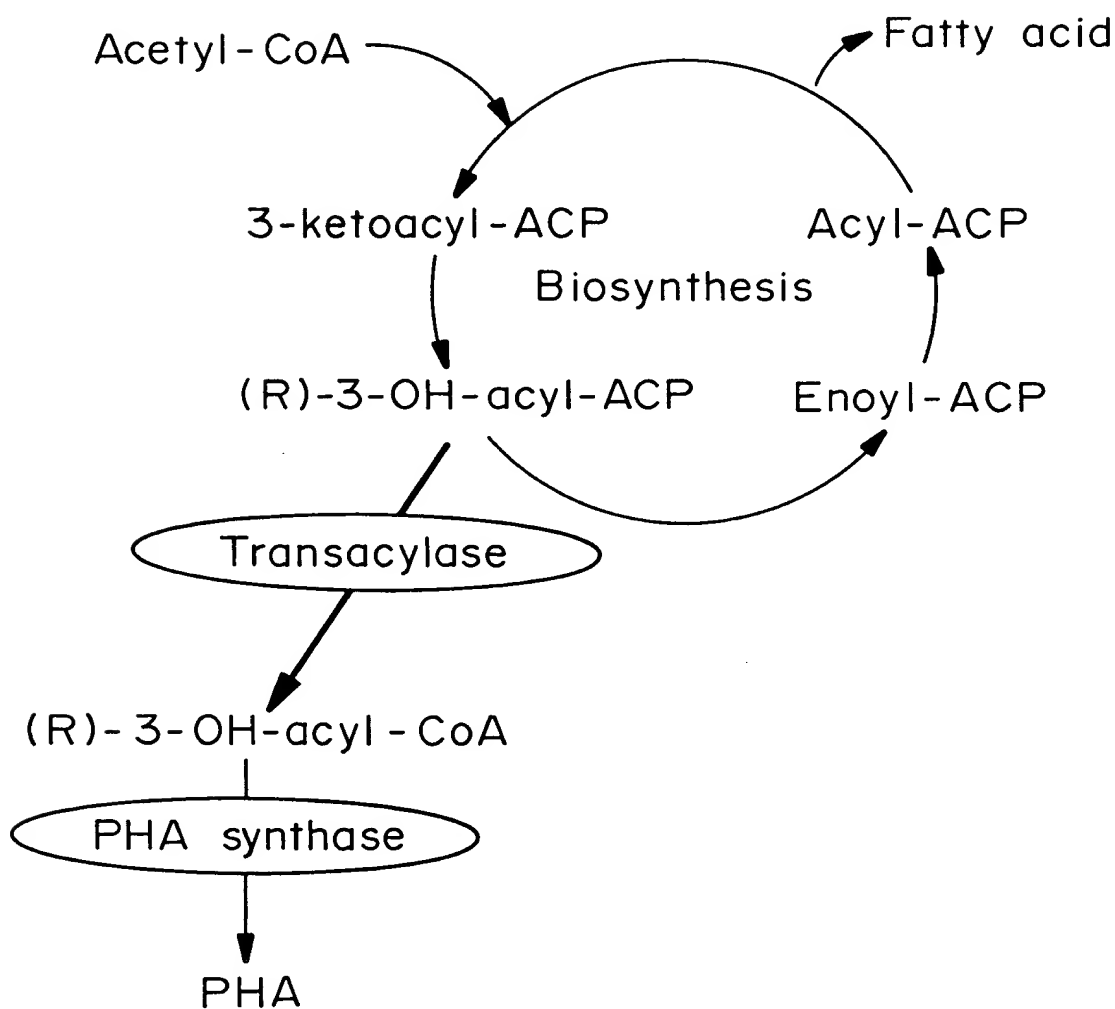 Acetyl-CoA
Fatty acid
3-ketoacyl-ACP
Acyl-ACP
Biosynthesis
(R)-3-OH-acyl-ACP
Enoyl-ACP
Transacylase
(R)-3-OH-acyl-CoA
PHA synthase
PHA